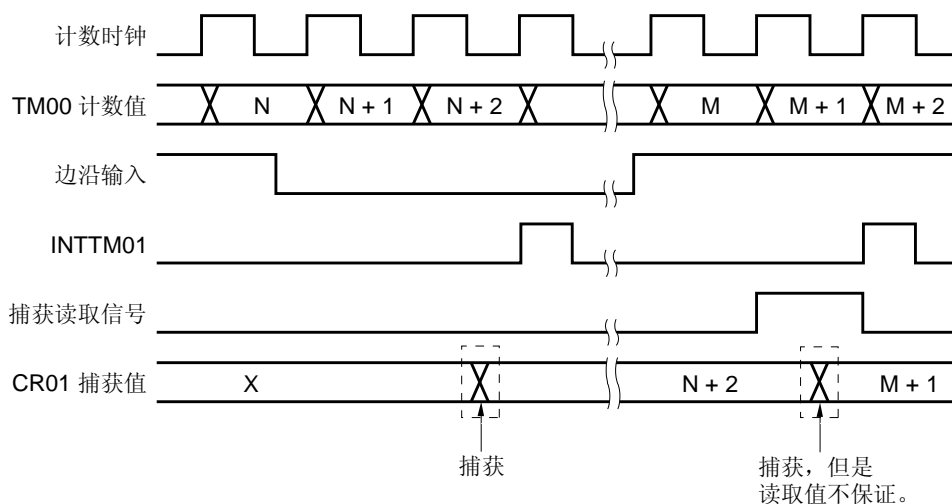 计数时钟
TM00 计数值 N N + 1 N + 2 M M + 1 M + 2
边沿输入
INTTM01
捕获读取信号
CR01 捕获值 X N + 2 M + 1
捕获
捕获，但是
读取值不保证。